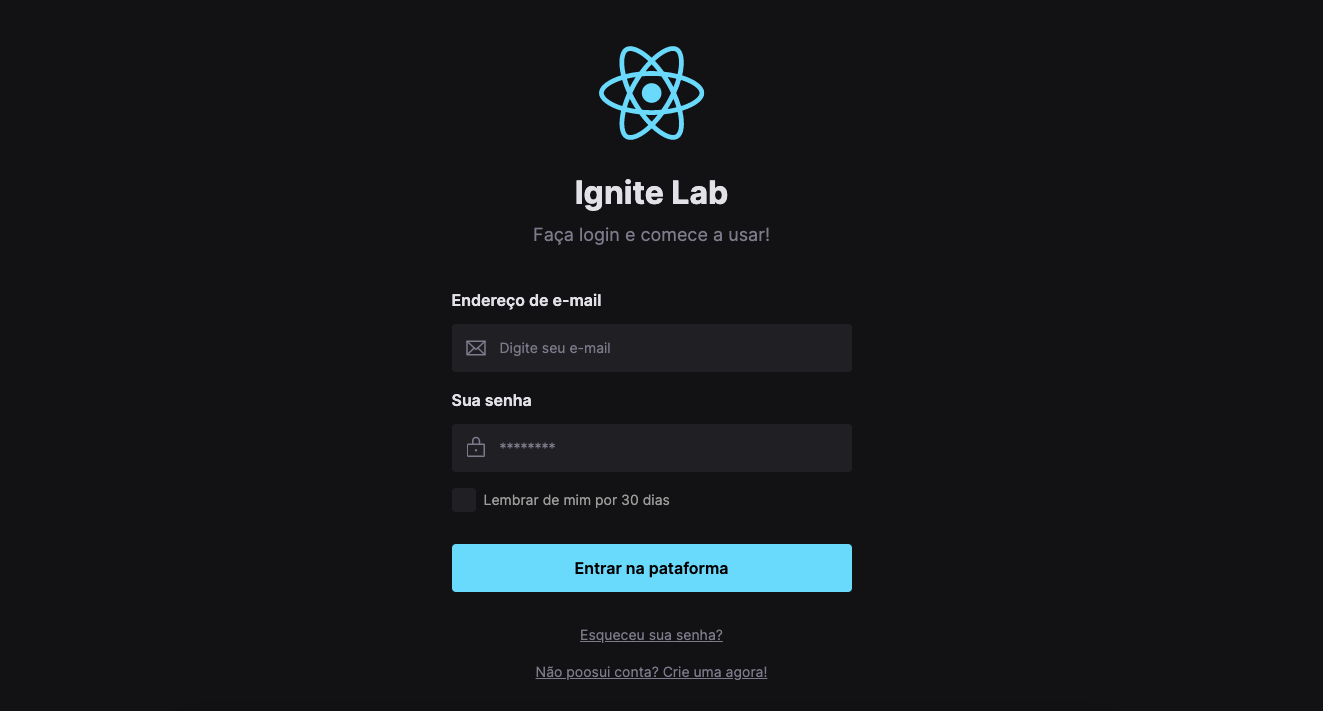 Ignite Lab
Faça login e comece a usar!
Endereço de e-mail
Digite seu e-mail
Sua senha
********
Lembrar de mim por 30 dias
Entrar na pataforma
Esqueceu sua senha?
Não poosui conta? Crie uma agora!